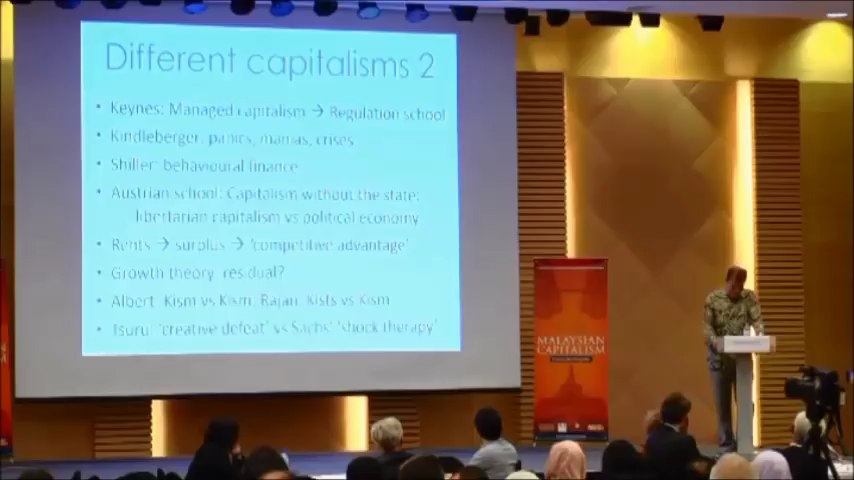 Different capitalisms 2
• Keynes: Managed capitalism → Regulation school
• Kindleberger: panics, manias, crises
• Shiller: behavioural finance
• Austrian school: Capitalism without the state:
libertarian capitalism vs political economy
• Rents → surplus → 'competitive advantage'
• Growth theory: residual?
• Albert: Kism vs Kism; Rajan: Kists vs Kism
• Tsuru: 'creative defeat' vs Sachs' 'shock therapy'
MALAYSIAN
CAPITALISM